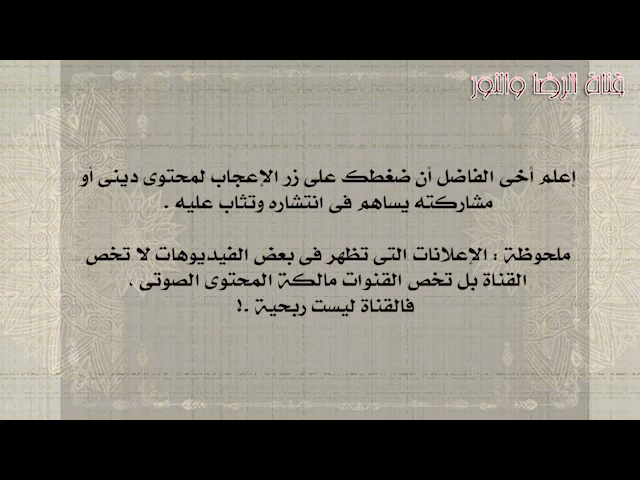 قناة الرضا والنور
إعلم أخى الفاضل أن ضغطك على زر الإعجاب لمحتوى دينى أو
مشاركته يساهم فى انتشاره وتثاب عليه .
ملحوظة : الإعلانات التى تظهر فى بعض الفيديوهات لا تخص
القناة بل تخص القنوات مالكة المحتوى الصوتى ،
فالقناة ليست ربحية .!